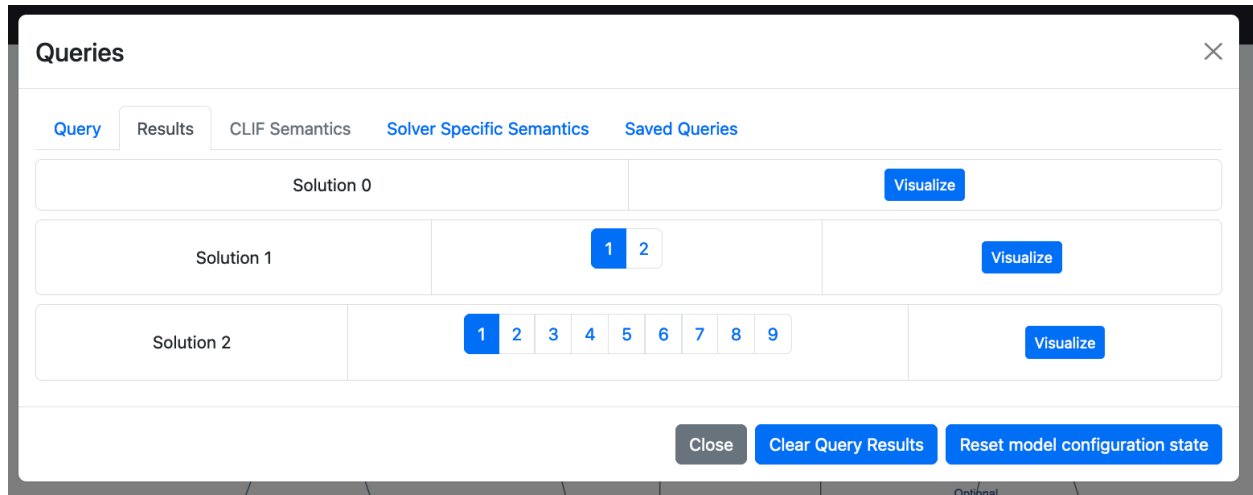 Queries
Query Results CLIF Semantics Solver Specific Semantics Saved Queries
Solution 0 Visualize
Solution 1 1 2 Visualize
Solution 2 1 2 3 4 5 6 7 8 9 Visualize
Close Clear Query Results Reset model configuration state
Optional